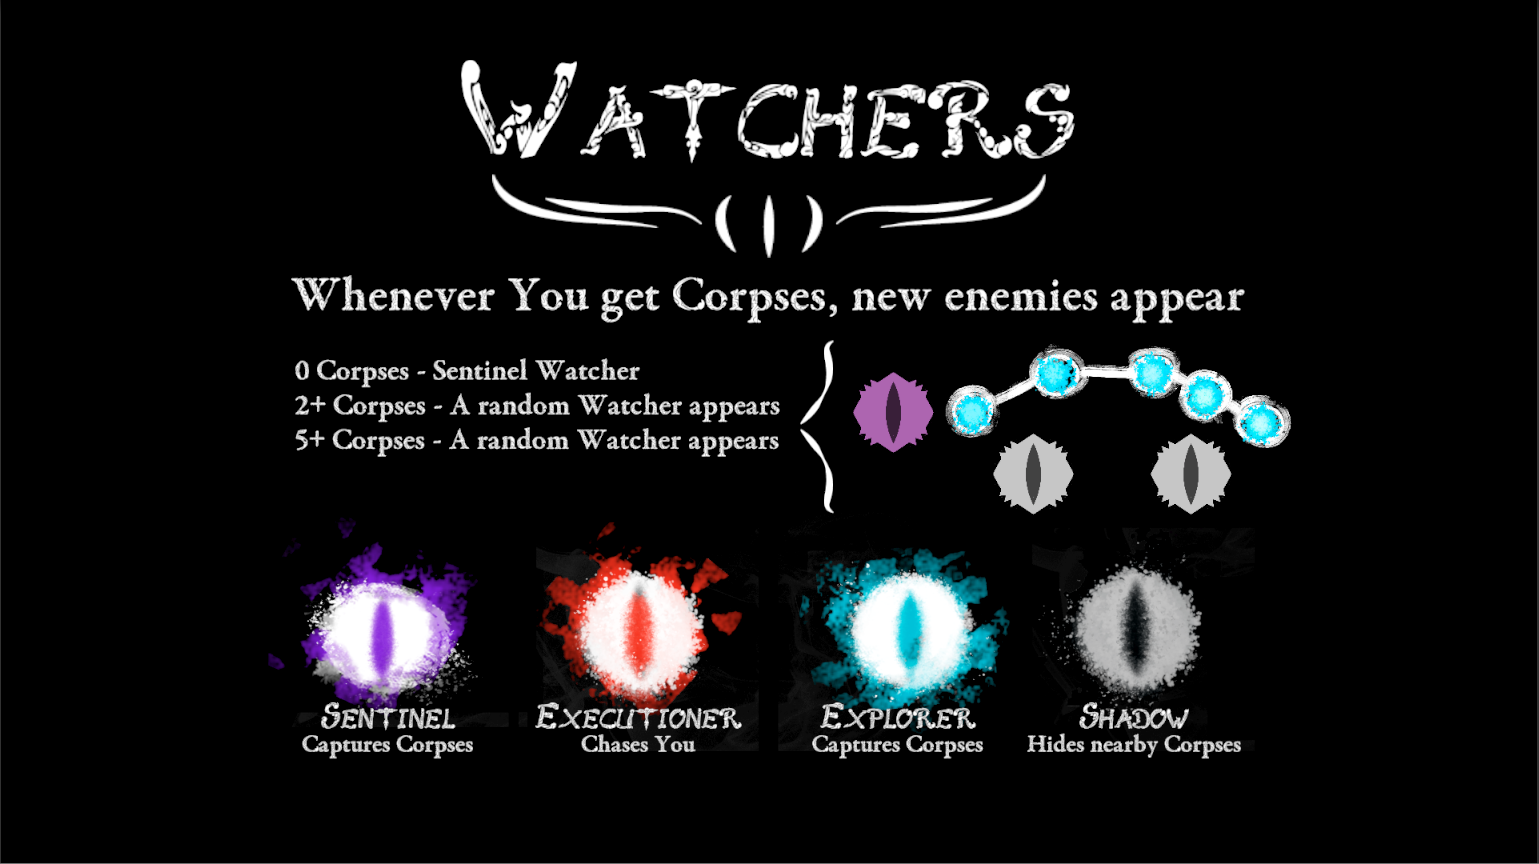 WATCHERS
Whenever You get Corpses, new enemies appear
0 Corpses - Sentinel Watcher
2+ Corpses - A random Watcher appears
5+ Corpses - A random Watcher appears
SENTINEL
Captures Corpses
EXECUTIONER
Chases You
EXPLORER
Captures Corpses
SHADOW
Hides nearby Corpses